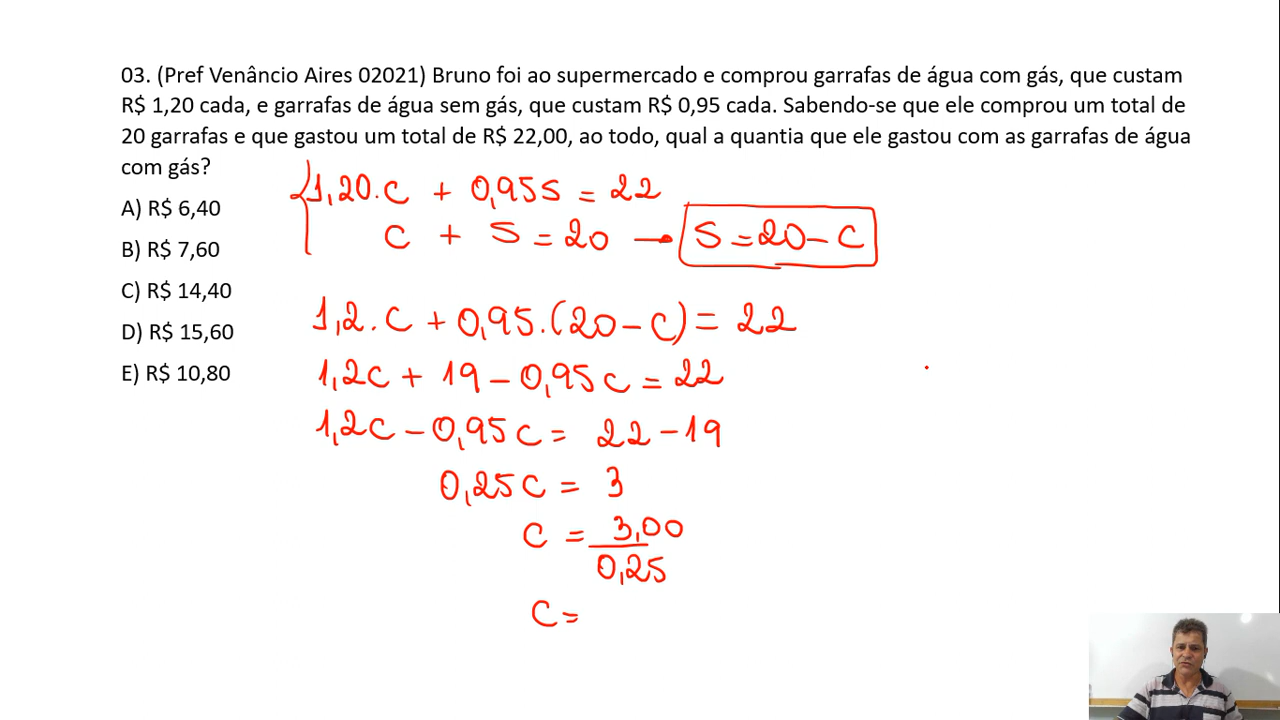 03. (Pref Venâncio Aires 02021) Bruno foi ao supermercado e comprou garrafas de água com gás, que custam
R$ 1,20 cada, e garrafas de água sem gás, que custam R$ 0,95 cada. Sabendo-se que ele comprou um total de
20 garrafas e que gastou um total de R$ 22,00, ao todo, qual a quantia que ele gastou com as garrafas de água
com gás?
A) R$ 6,40
B) R$ 7,60
C) R$ 14,40
D) R$ 15,60
E) R$ 10,80
1,20.C + 0,95S = 22
C + S = 20 → S = 20 - C
1,2.C + 0,95.(20 - C) = 22
1,2C + 19 - 0,95C = 22
1,2C - 0,95C = 22 - 19
0,25C = 3
C = 3,00
0,25
C =